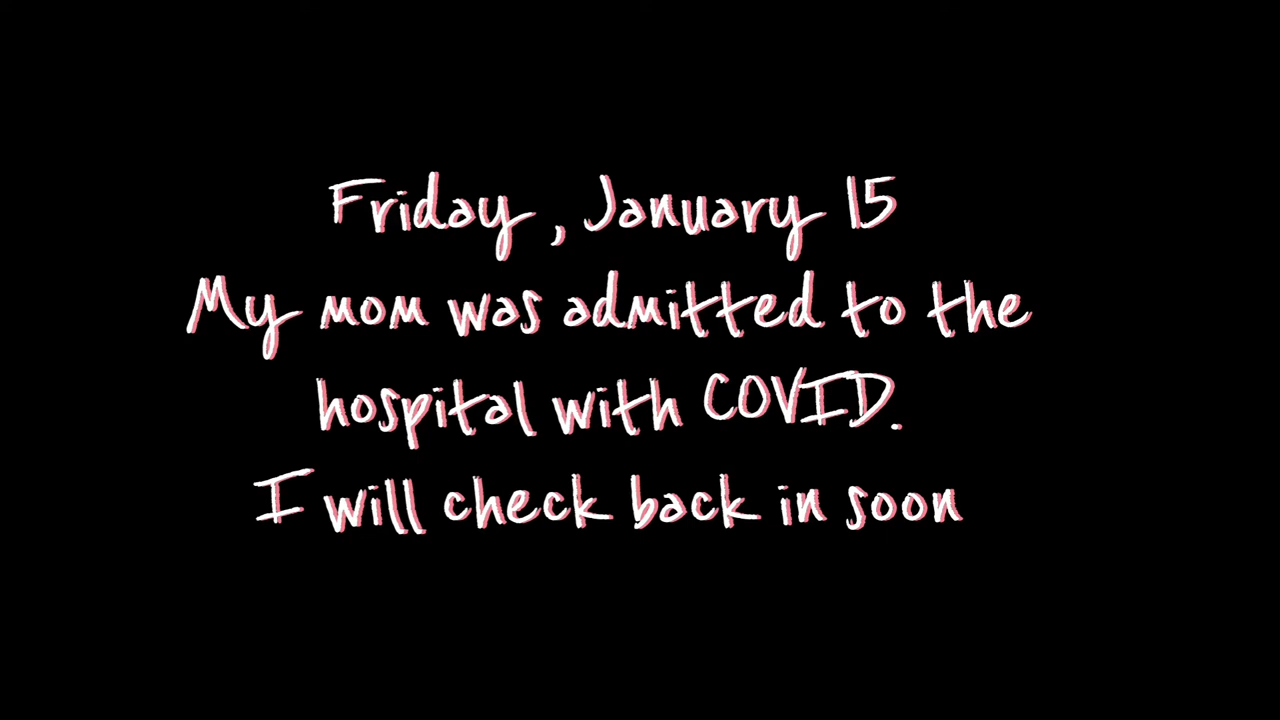 Friday , January 15
My mom was admitted to the
hospital with COVID.
I will check back in soon